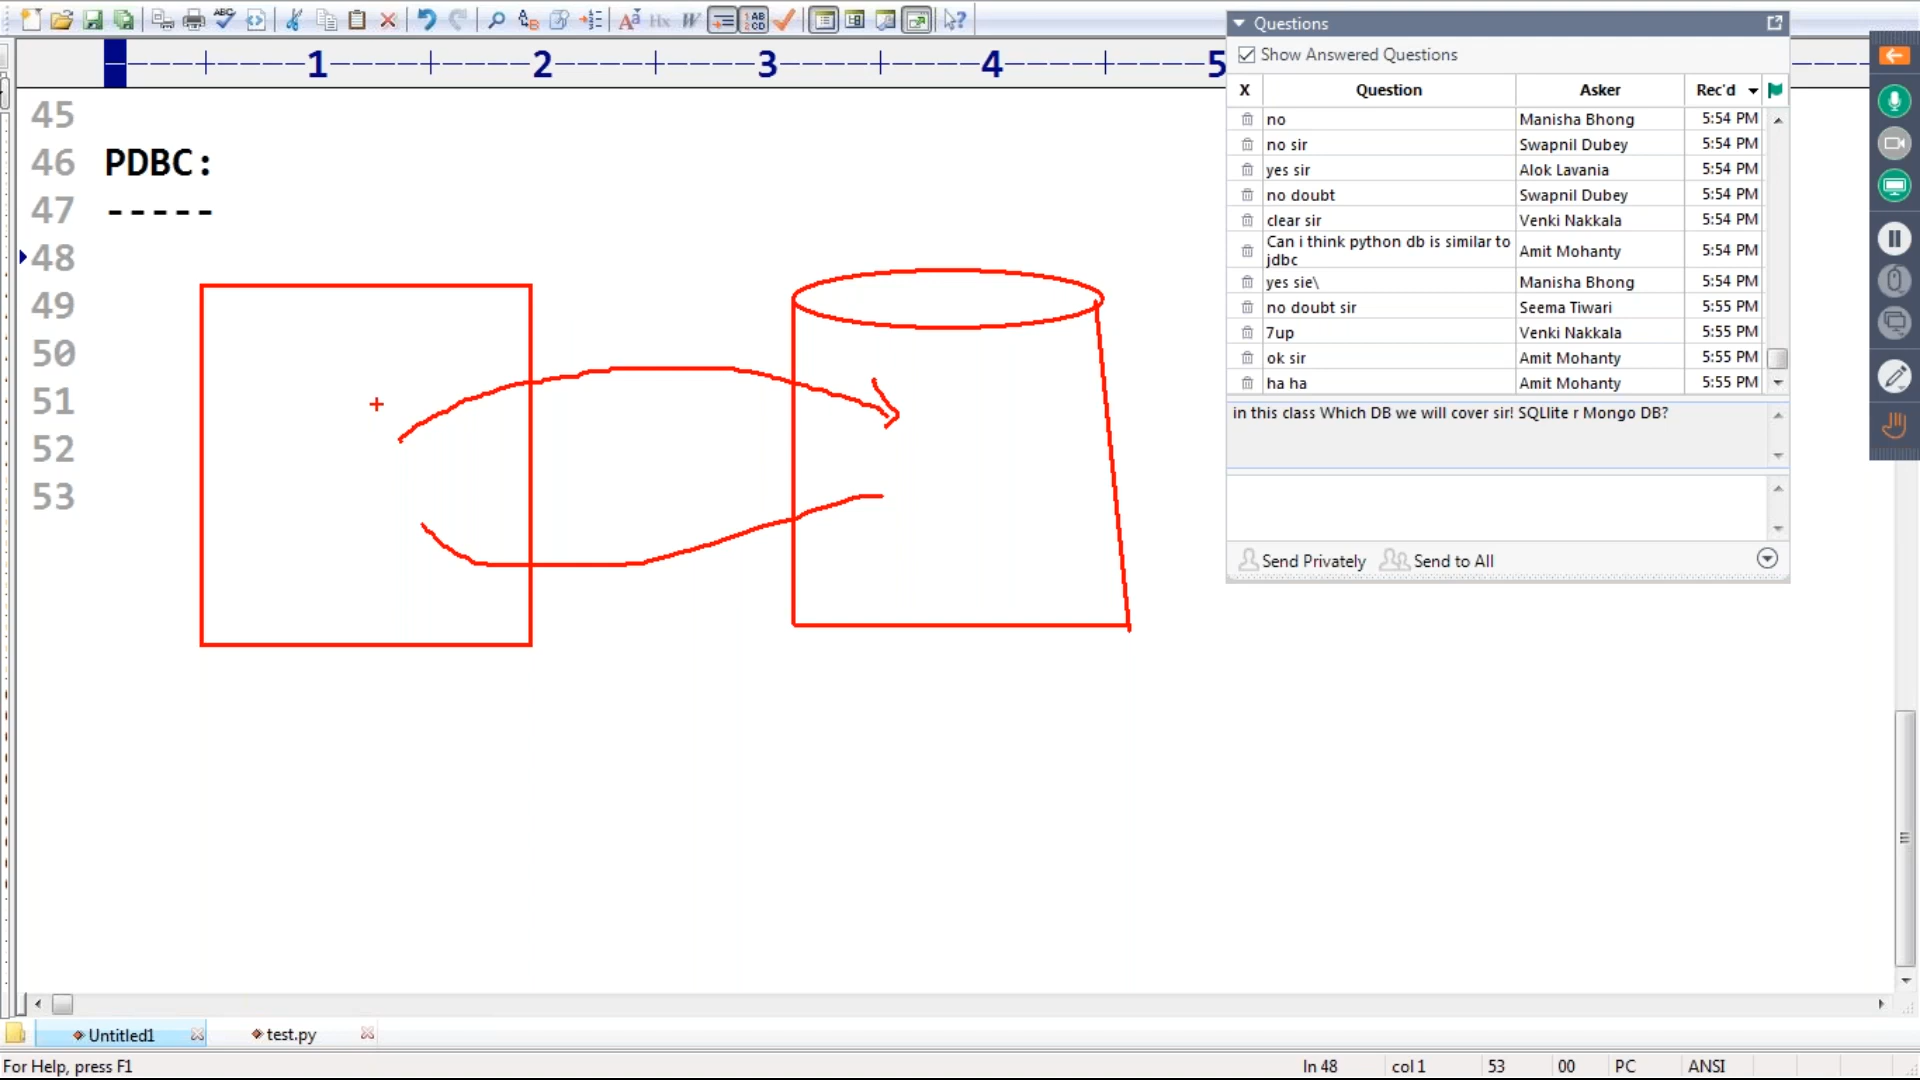 1 2 3 4 5
45
46 PDBC:
47 -----
48
49
50
51
52
53
Questions
Show Answered Questions
X Question Asker Rec'd
no Manisha Bhong 5:54 PM
no sir Swapnil Dubey 5:54 PM
yes sir Alok Lavania 5:54 PM
no doubt Swapnil Dubey 5:54 PM
clear sir Venki Nakkala 5:54 PM
Can i think python db is similar to
jdbc Amit Mohanty 5:54 PM
yes sie\ Manisha Bhong 5:54 PM
no doubt sir Seema Tiwari 5:55 PM
7up Venki Nakkala 5:55 PM
ok sir Amit Mohanty 5:55 PM
ha ha Amit Mohanty 5:55 PM
in this class Which DB we will cover sir! SQLlite r Mongo DB?
Send Privately Send to All
Untitled1 test.py
For Help, press F1 ln 48 col 1 53 00 PC ANSI